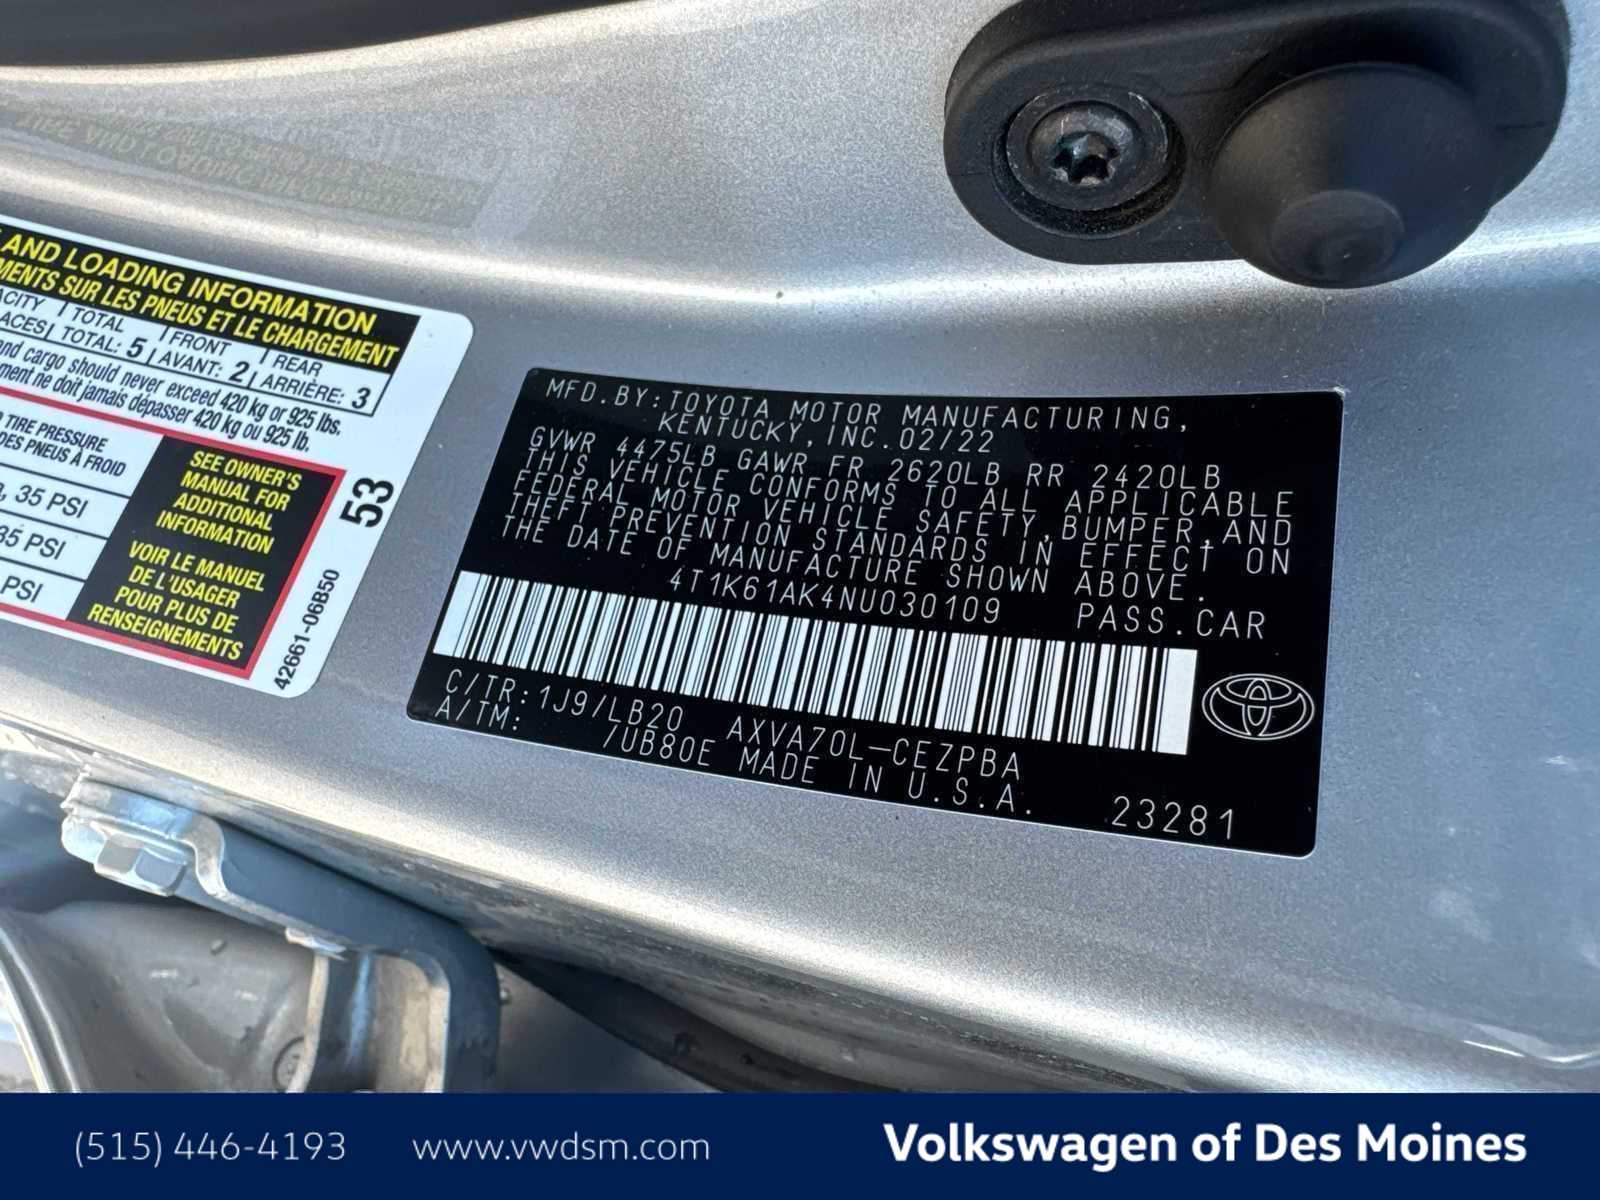 AND LOADING INFORMATION
SUR LES PNEUS ET LE CHARGEMENT
TOTAL FRONT REAR
TOTAL: 5 AVANT: 2 ARRIÈRE: 3
and cargo should never exceed 420 kg or 925 lbs.
ne doit jamais dépasser 420 kg ou 925 lb.
TIRE PRESSURE
DES PNEUS À FROID
35 PSI
35 PSI
PSI
SEE OWNER'S
MANUAL FOR
ADDITIONAL
INFORMATION
VOIR LE MANUEL
DE L'USAGER
POUR PLUS DE
RENSEIGNEMENTS
53
42661-06B50
MFD.BY:TOYOTA MOTOR MANUFACTURING,
KENTUCKY,INC.02/22
GVWR 4475LB GAWR FR 2620LB RR 2420LB
THIS VEHICLE CONFORMS TO ALL APPLICABLE
FEDERAL MOTOR VEHICLE SAFETY,BUMPER,AND
THEFT PREVENTION STANDARDS IN EFFECT ON
THE DATE OF MANUFACTURE SHOWN ABOVE.
4T1K61AK4NU030109 PASS.CAR
C/TR:1J9/LB20 AXVA70L-CEZPBA
A/TM: /UB80E MADE IN U.S.A.
23281
(515) 446-4193 www.vwdsm.com Volkswagen of Des Moines